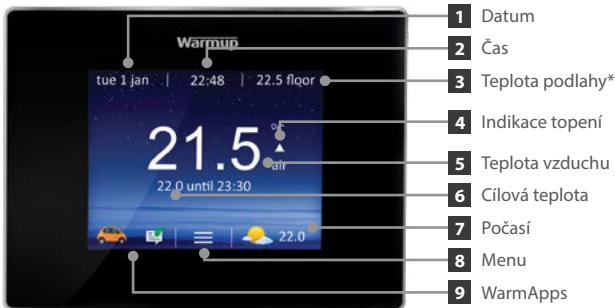 Warmup
tue 1 jan | 22:48 | 22.5 floor
21.5 °C
air
22.0 until 23:30
22.0
1 Datum
2 Čas
3 Teplota podlahy*
4 Indikace topení
5 Teplota vzduchu
6 Cílová teplota
7 Počasí
8 Menu
9 WarmApps